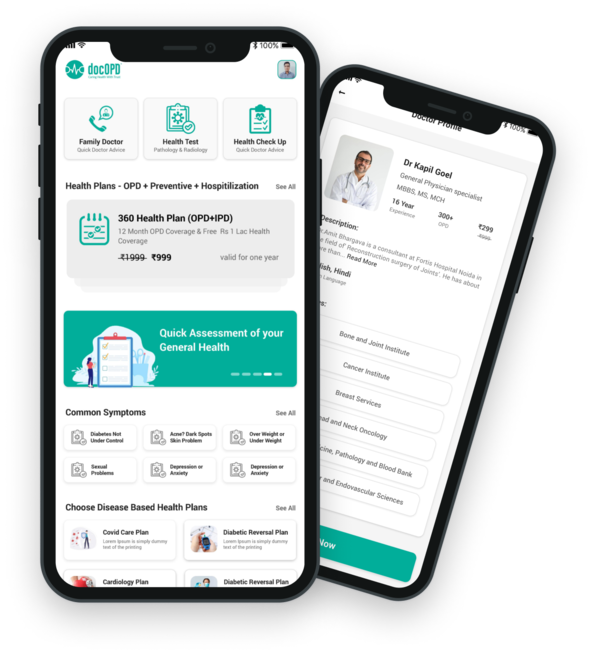 100%
docOPD
Family Doctor
Quick Doctor Advice
Health Test
Pathology & Radiology
Health Check Up
Quick Doctor Advice
Health Plans - OPD + Preventive + Hospitilization
See All
360 Health Plan (OPD+IPD)
12 Month OPD Coverage & Free Rs 1 Lac Health
Coverage
₹1999 ₹999
valid for one year
Quick Assessment of your
General Health
Common Symptoms
See All
Diabetes Not
Under Control
Acne? Dark Spots
Skin Problem
Over Weight or
Under Weight
Sexual
Problems
Depression or
Anxiety
Depression or
Anxiety
Choose Disease Based Health Plans
See All
Covid Care Plan
Lorem Ipsum is simply dummy
text of the printing
Diabetic Reversal Plan
Lorem Ipsum is simply dummy
text of the printing
Cardiology Plan
Diabetic Reversal Plan
100%
Doctor Profile
Dr Kapil Goel
General Physician specialist
MBBS, MS, MCH
16 Year
Experience
300+
OPD
₹299
₹999
Description:
Amit Bhargava is a consultant at Fortis Hospital Noida in
field of 'Reconstruction surgery of Joints'. He has about
than... Read More
Hindi
Language
Bone and Joint Institute
Cancer Institute
Breast Services
and Neck Oncology
Pathology and Blood Bank
and Endovascular Sciences
Now